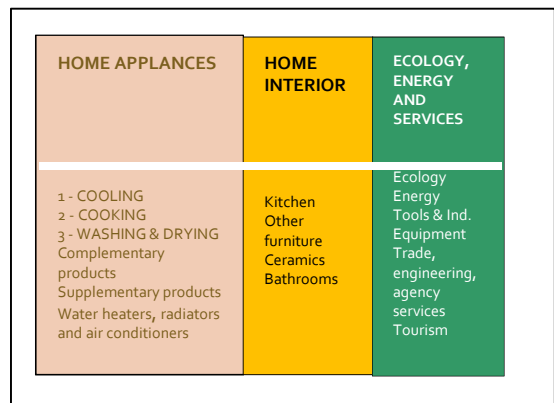 HOME APPLANCES
1 - COOLING
2 - COOKING
3 - WASHING & DRYING
Complementary
products
Supplementary products
Water heaters, radiators
and air conditioners
HOME
INTERIOR
Kitchen
Other
furniture
Ceramics
Bathrooms
ECOLOGY,
ENERGY
AND
SERVICES
Ecology
Energy
Tools & Ind.
Equipment
Trade,
engineering,
agency
services
Tourism